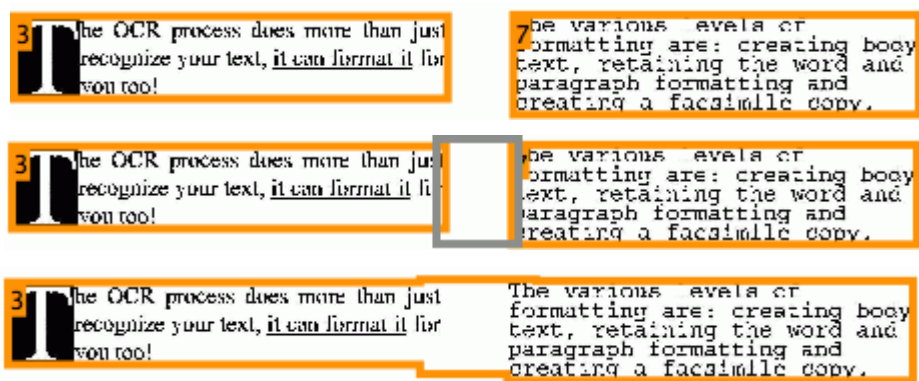 3 The OCR process does more than just
recognize your text, it can format it for
you too!
7 The various levels of
formatting are: creating body
text, retaining the word and
paragraph formatting and
creating a facsimile copy.
3 The OCR process does more than just
recognize your text, it can format it for
you too!
The various levels of
formatting are: creating body
text, retaining the word and
paragraph formatting and
creating a facsimile copy.
3 The OCR process does more than just
recognize your text, it can format it for
you too!
The various levels of
formatting are: creating body
text, retaining the word and
paragraph formatting and
creating a facsimile copy.